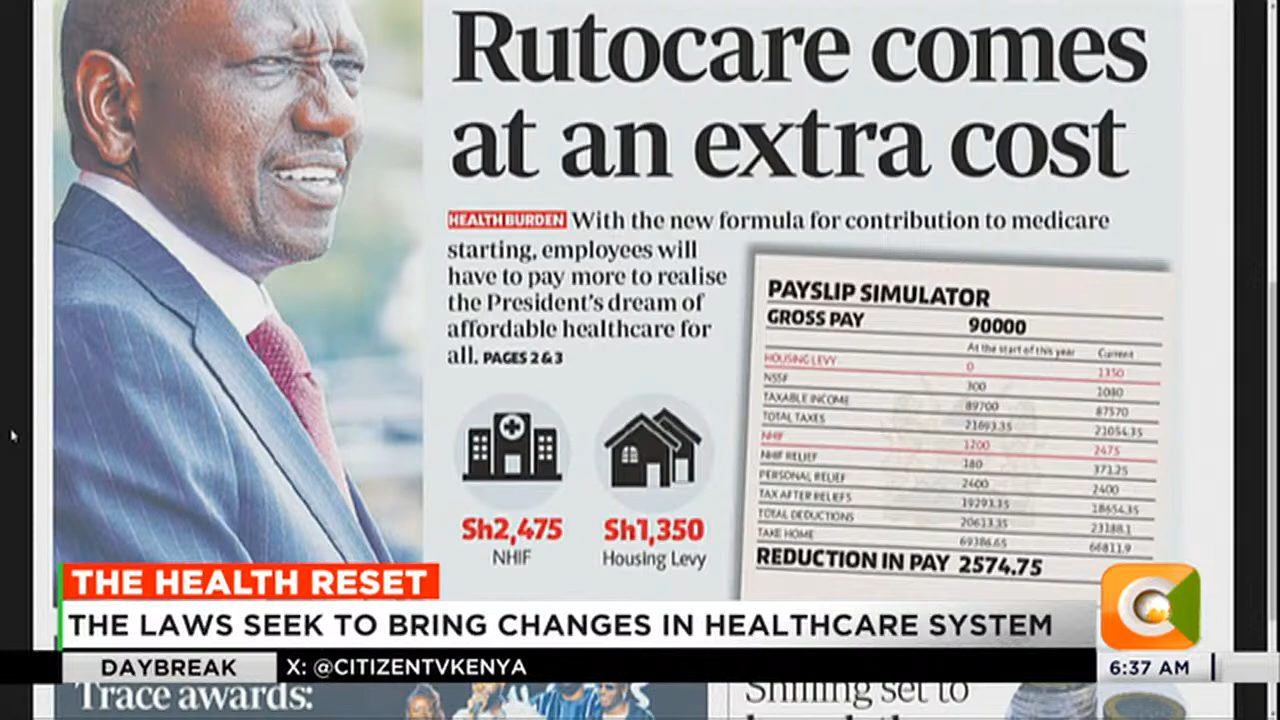 Rutocare comes
at an extra cost
HEALTH BURDEN With the new formula for contribution to medicare
starting, employees will
have to pay more to realise
the President's dream of
affordable healthcare for
all. PAGES 2 & 3
Sh2,475
NHIF
Sh1,350
Housing Levy
PAYSLIP SIMULATOR
GROSS PAY 90000
At the start of this year Current
HOUSING LEVY 0 1350
NSSF 300 1080
TAXABLE INCOME 89700 87570
TOTAL TAXES 21693.35 21054.35
NHIF 1200 2475
NHIF RELIEF 180 371.25
PERSONAL RELIEF 2400 2400
TAX AFTER RELIEFS 19293.35 18654.35
TOTAL DEDUCTIONS 20613.35 23188.1
TAKE HOME 69386.65 66811.9
REDUCTION IN PAY 2574.75
THE HEALTH RESET
THE LAWS SEEK TO BRING CHANGES IN HEALTHCARE SYSTEM
DAYBREAK X: @CITIZENTVKENYA 6:37 AM
Trace awards:
Shilling set to